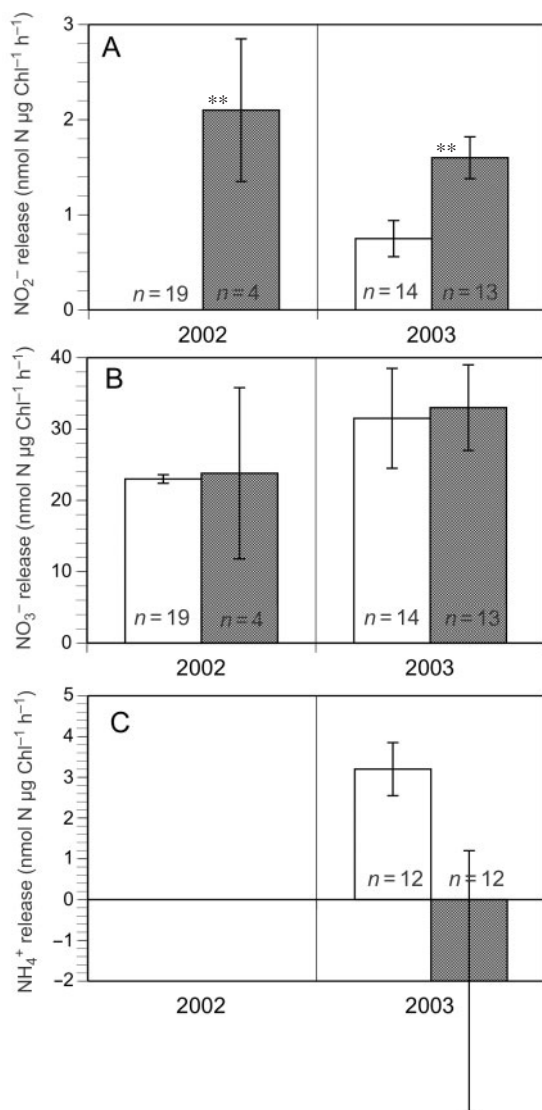 A
NO₂⁻ release (nmol N µg Chl⁻¹ h⁻¹)
3
2
1
0
**
**
n = 19
n = 4
n = 14
n = 13
2002
2003
B
NO₃⁻ release (nmol N µg Chl⁻¹ h⁻¹)
40
30
20
10
0
n = 19
n = 4
n = 14
n = 13
2002
2003
C
NH₄⁺ release (nmol N µg Chl⁻¹ h⁻¹)
5
4
3
2
1
0
−1
−2
n = 12
n = 12
2002
2003